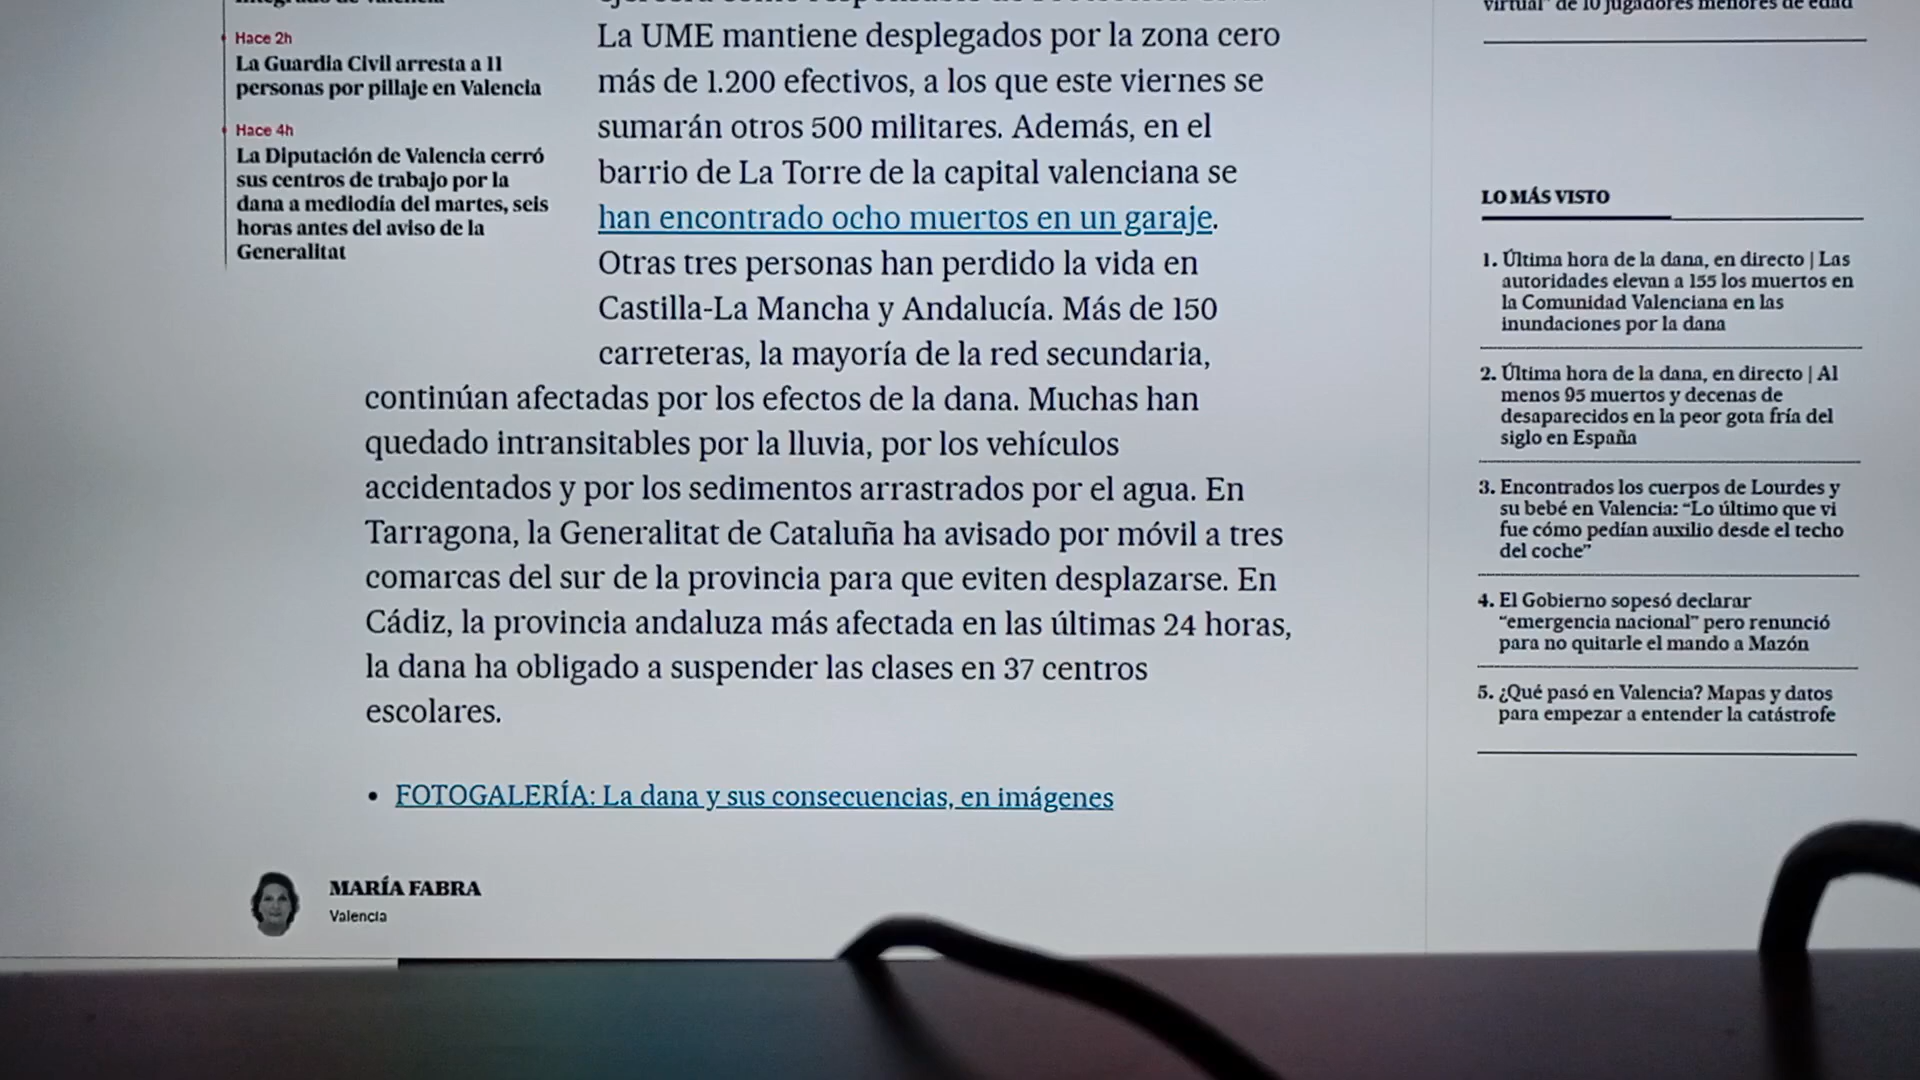 Hace 2h
La Guardia Civil arresta a 11
personas por pillaje en Valencia
Hace 4h
La Diputación de Valencia cerró
sus centros de trabajo por la
dana a mediodía del martes, seis
horas antes del aviso de la
Generalitat
La UME mantiene desplegados por la zona cero
más de 1.200 efectivos, a los que este viernes se
sumarán otros 500 militares. Además, en el
barrio de La Torre de la capital valenciana se
han encontrado ocho muertos en un garaje.
Otras tres personas han perdido la vida en
Castilla-La Mancha y Andalucía. Más de 150
carreteras, la mayoría de la red secundaria,
continúan afectadas por los efectos de la dana. Muchas han
quedado intransitables por la lluvia, por los vehículos
accidentados y por los sedimentos arrastrados por el agua. En
Tarragona, la Generalitat de Cataluña ha avisado por móvil a tres
comarcas del sur de la provincia para que eviten desplazarse. En
Cádiz, la provincia andaluza más afectada en las últimas 24 horas,
la dana ha obligado a suspender las clases en 37 centros
escolares.
• FOTOGALERÍA: La dana y sus consecuencias, en imágenes
MARÍA FABRA
Valencia
virtual" de 10 jugadores menores de edad
LO MÁS VISTO
1. Última hora de la dana, en directo | Las
autoridades elevan a 155 los muertos en
la Comunidad Valenciana en las
inundaciones por la dana
2. Última hora de la dana, en directo | Al
menos 95 muertos y decenas de
desaparecidos en la peor gota fría del
siglo en España
3. Encontrados los cuerpos de Lourdes y
su bebé en Valencia: “Lo último que vi
fue cómo pedían auxilio desde el techo
del coche”
4. El Gobierno sopesó declarar
“emergencia nacional” pero renunció
para no quitarle el mando a Mazón
5. ¿Qué pasó en Valencia? Mapas y datos
para empezar a entender la catástrofe